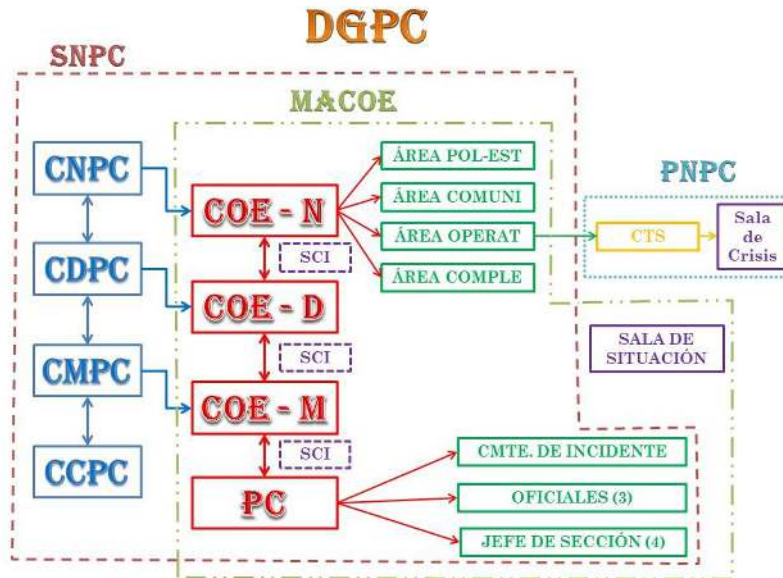 DGPC
SNPC
MACOE
PNPC
CNPC
CDPC
CMPC
CCPC
COE - N
SCI
COE - D
SCI
COE - M
SCI
PC
ÁREA POL-EST
ÁREA COMUNI
ÁREA OPERAT
ÁREA COMPLE
CTS
Sala
de
Crisis
SALA DE
SITUACIÓN
CMTE. DE INCIDENTE
OFICIALES (3)
JEFE DE SECCIÓN (4)